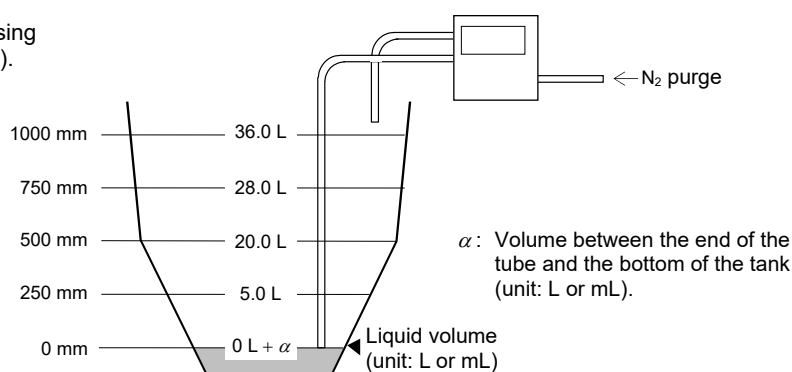 sing
).
N₂ purge
1000 mm 36.0 L
750 mm 28.0 L
500 mm 20.0 L
250 mm 5.0 L
0 mm 0 L + α
α : Volume between the end of the
tube and the bottom of the tank
(unit: L or mL).
Liquid volume
(unit: L or mL)